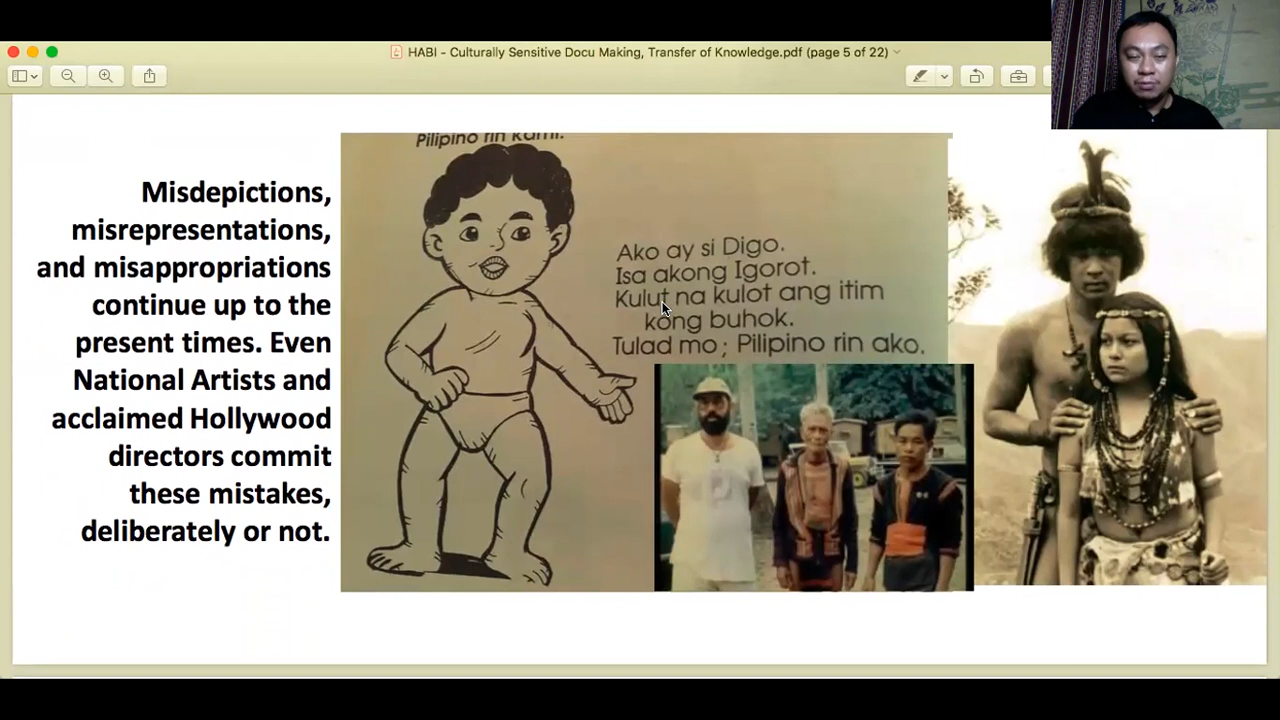 HABI - Culturally Sensitive Docu Making, Transfer of Knowledge.pdf (page 5 of 22)
Misdepictions,
misrepresentations,
and misappropriations
continue up to the
present times. Even
National Artists and
acclaimed Hollywood
directors commit
these mistakes,
deliberately or not.
Pilipino rin kami.
Ako ay si Digo.
Isa akong Igorot.
Kulut na kulot ang itim
kong buhok.
Tulad mo; Pilipino rin ako.